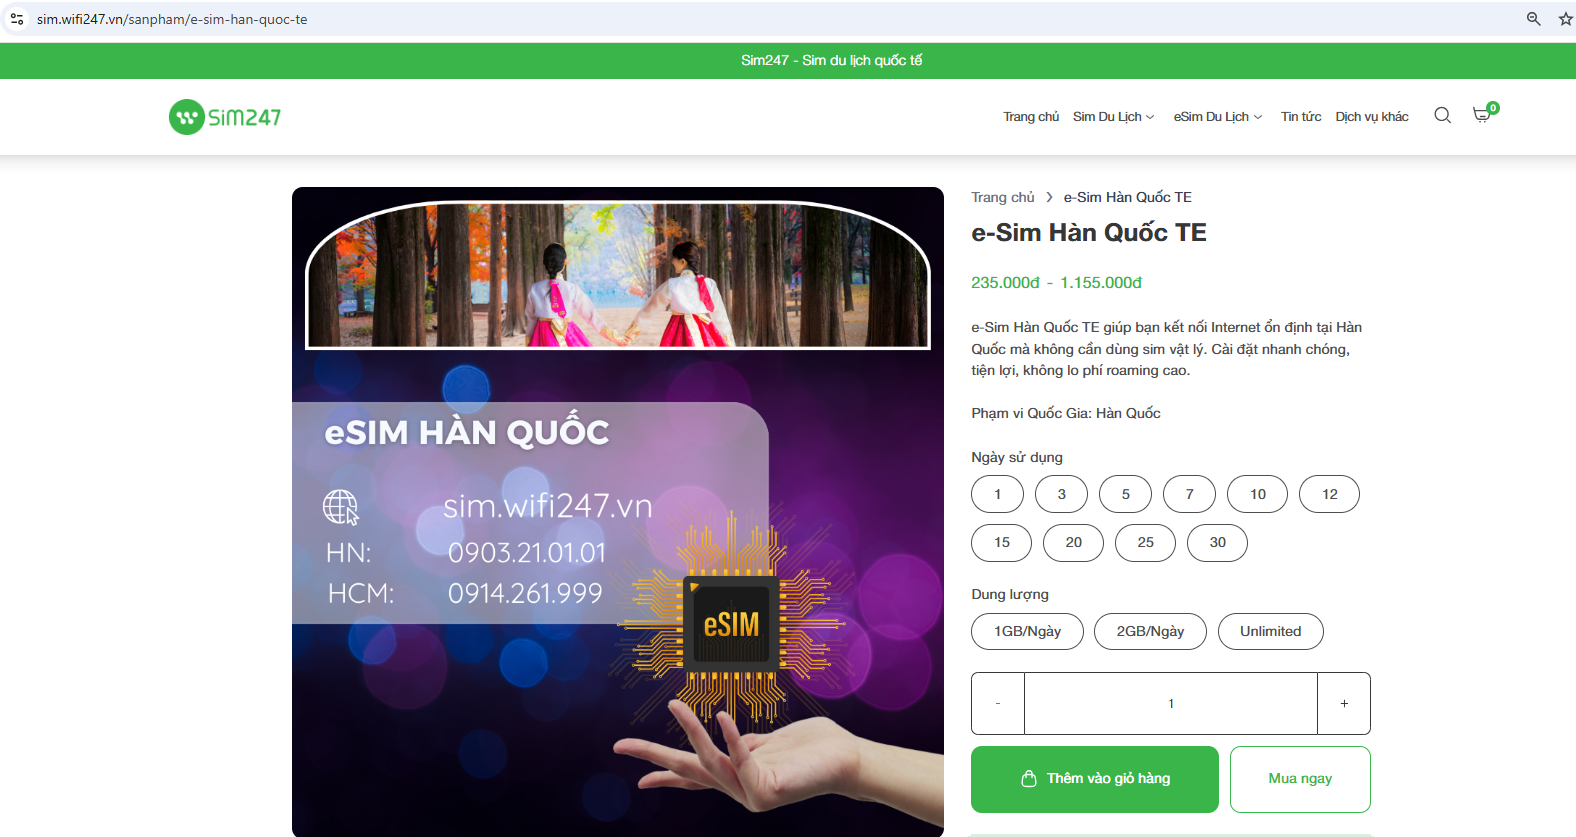 sim.wifi247.vn/sanpham/e-sim-han-quoc-te
Sim247 - Sim du lịch quốc tế
SiM247
Trang chủ
Sim Du Lịch
eSim Du Lịch
Tin tức
Dịch vụ khác
0
eSIM HÀN QUỐC
sim.wifi247.vn
HN: 0903.21.01.01
HCM: 0914.261.999
eSIM
Trang chủ > e-Sim Hàn Quốc TE
e-Sim Hàn Quốc TE
235.000đ - 1.155.000đ
e-Sim Hàn Quốc TE giúp bạn kết nối Internet ổn định tại Hàn
Quốc mà không cần dùng sim vật lý. Cài đặt nhanh chóng,
tiện lợi, không lo phí roaming cao.
Phạm vi Quốc Gia: Hàn Quốc
Ngày sử dụng
1 3 5 7 10 12
15 20 25 30
Dung lượng
1GB/Ngày 2GB/Ngày Unlimited
- 1 +
Thêm vào giỏ hàng
Mua ngay